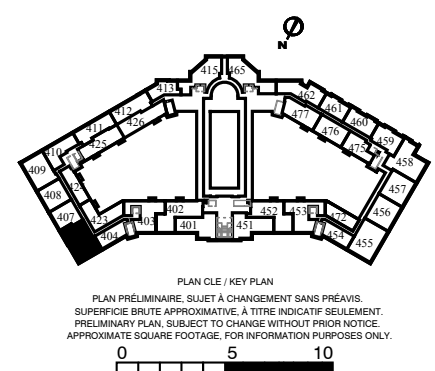 N
415 465
413 462
412 461
426 477 460
411 476
425 475 459
410 458
409
424 457
408
407 456
402 452
423 403 453 472
404 401 451 454 455
PLAN CLE / KEY PLAN
PLAN PRÉLIMINAIRE, SUJET À CHANGEMENT SANS PRÉAVIS.
SUPERFICIE BRUTE APPROXIMATIVE, À TITRE INDICATIF SEULEMENT.
PRELIMINARY PLAN, SUBJECT TO CHANGE WITHOUT PRIOR NOTICE.
APPROXIMATE SQUARE FOOTAGE, FOR INFORMATION PURPOSES ONLY.
0 5 10